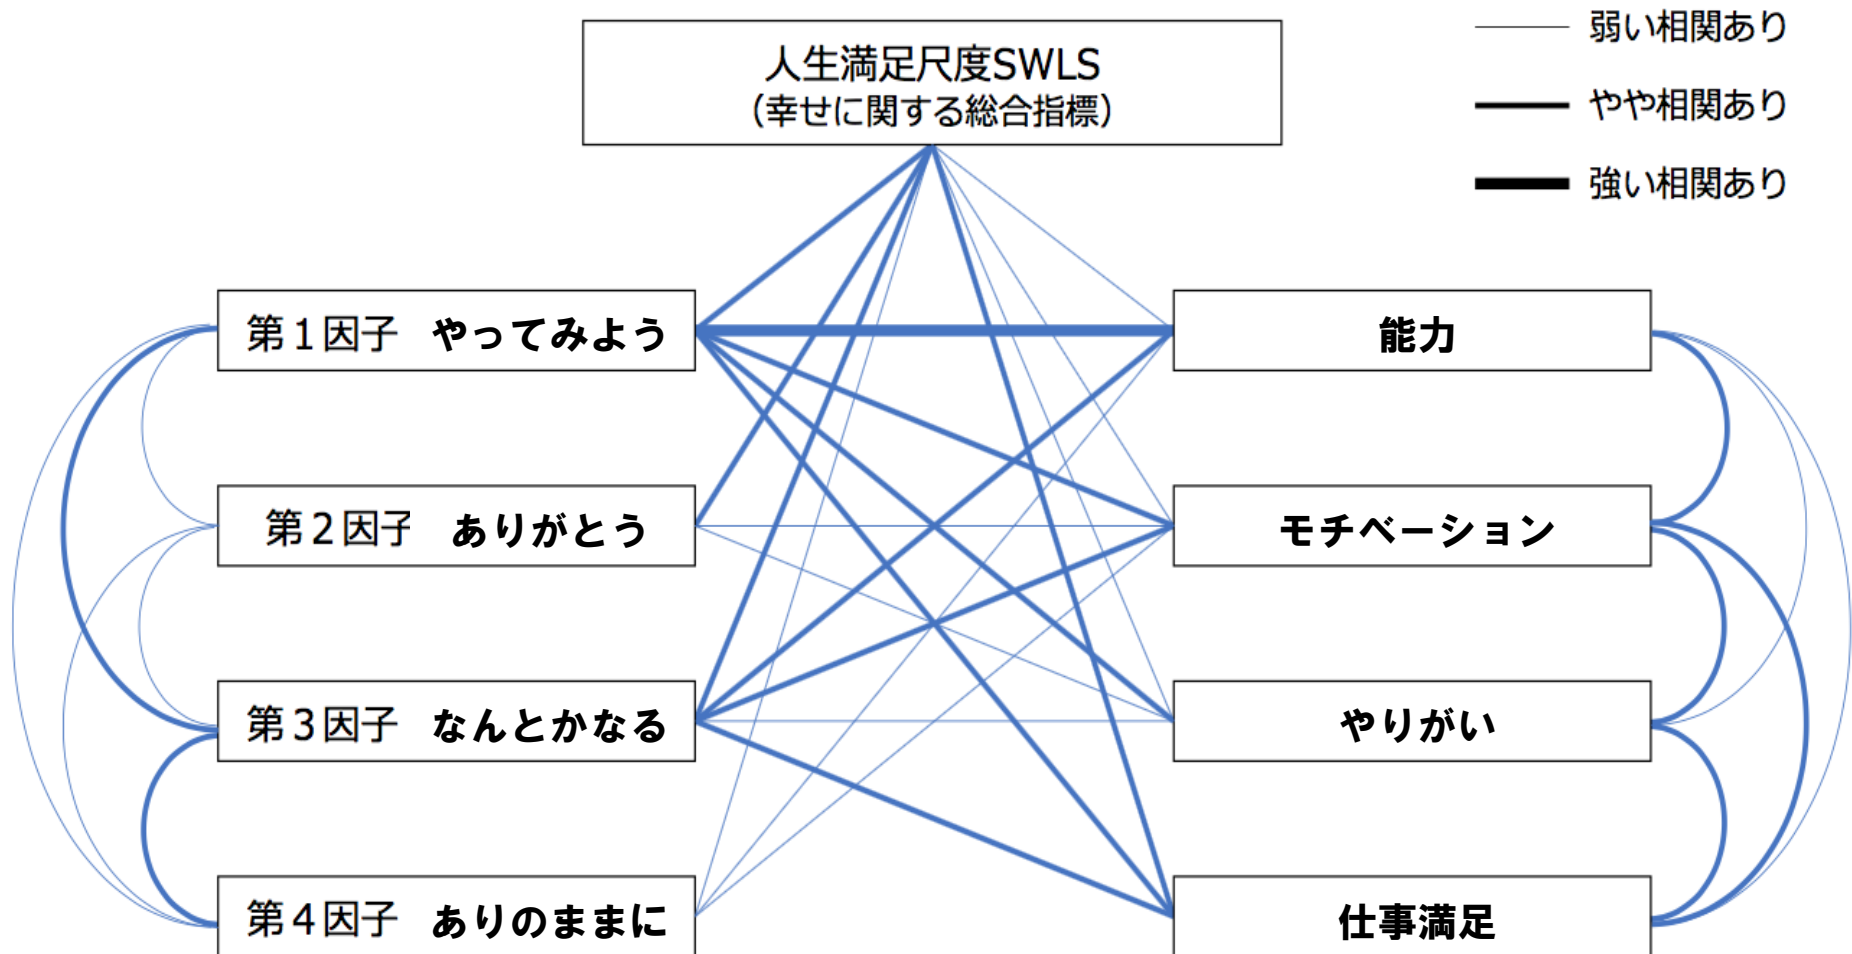 人生満足尺度SWLS
（幸せに関する総合指標）
弱い相関あり
やや相関あり
強い相関あり
第１因子 やってみよう
能力
第２因子 ありがとう
モチベーション
第３因子 なんとかなる
やりがい
第４因子 ありのままに
仕事満足